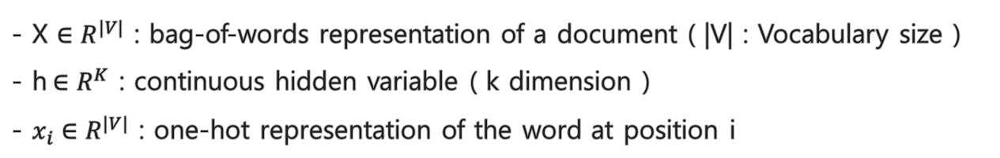 - X ∈ R^|V| : bag-of-words representation of a document ( |V| : Vocabulary size )
- h ∈ R^K : continuous hidden variable ( k dimension )
- x_i ∈ R^|V| : one-hot representation of the word at position i